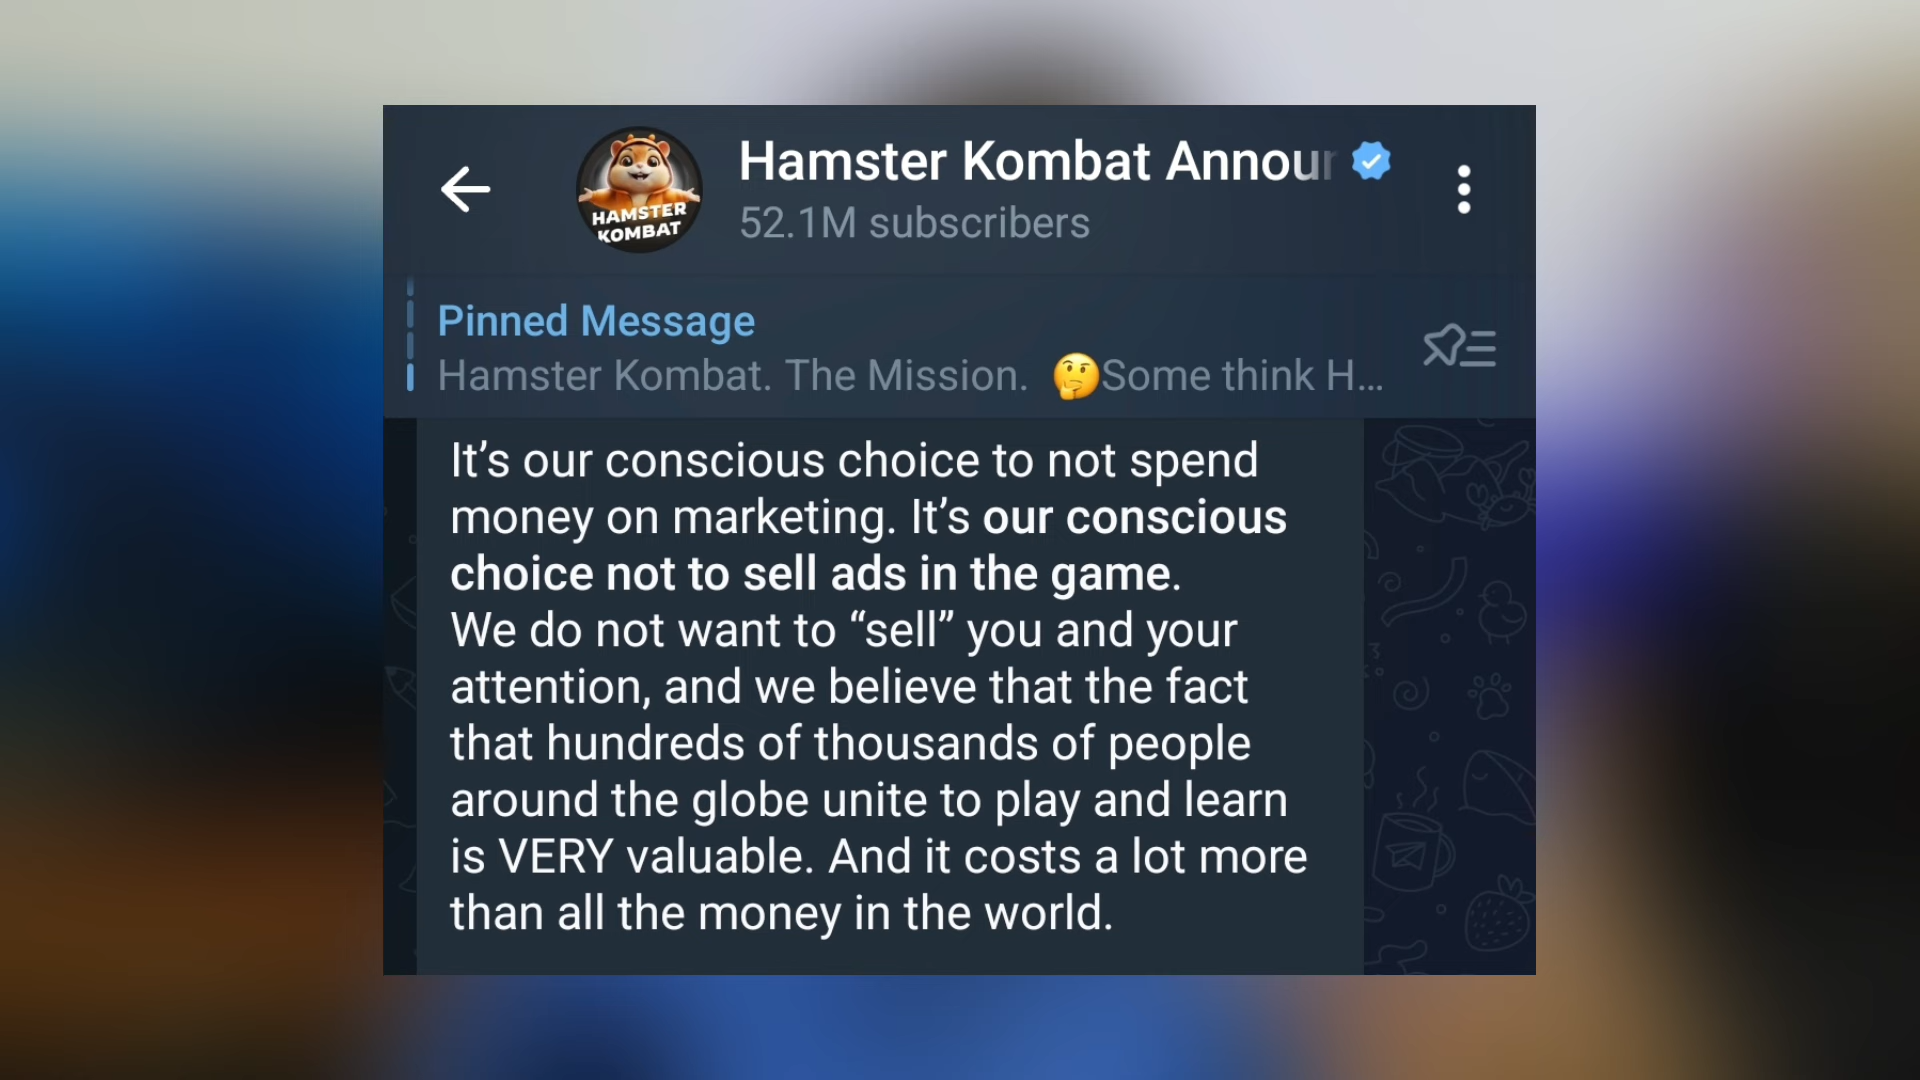 Hamster Kombat Annour
52.1M subscribers
HAMSTER
KOMBAT
Pinned Message
Hamster Kombat. The Mission. 🤔Some think H...
It’s our conscious choice to not spend
money on marketing. It’s our conscious
choice not to sell ads in the game.
We do not want to “sell” you and your
attention, and we believe that the fact
that hundreds of thousands of people
around the globe unite to play and learn
is VERY valuable. And it costs a lot more
than all the money in the world.